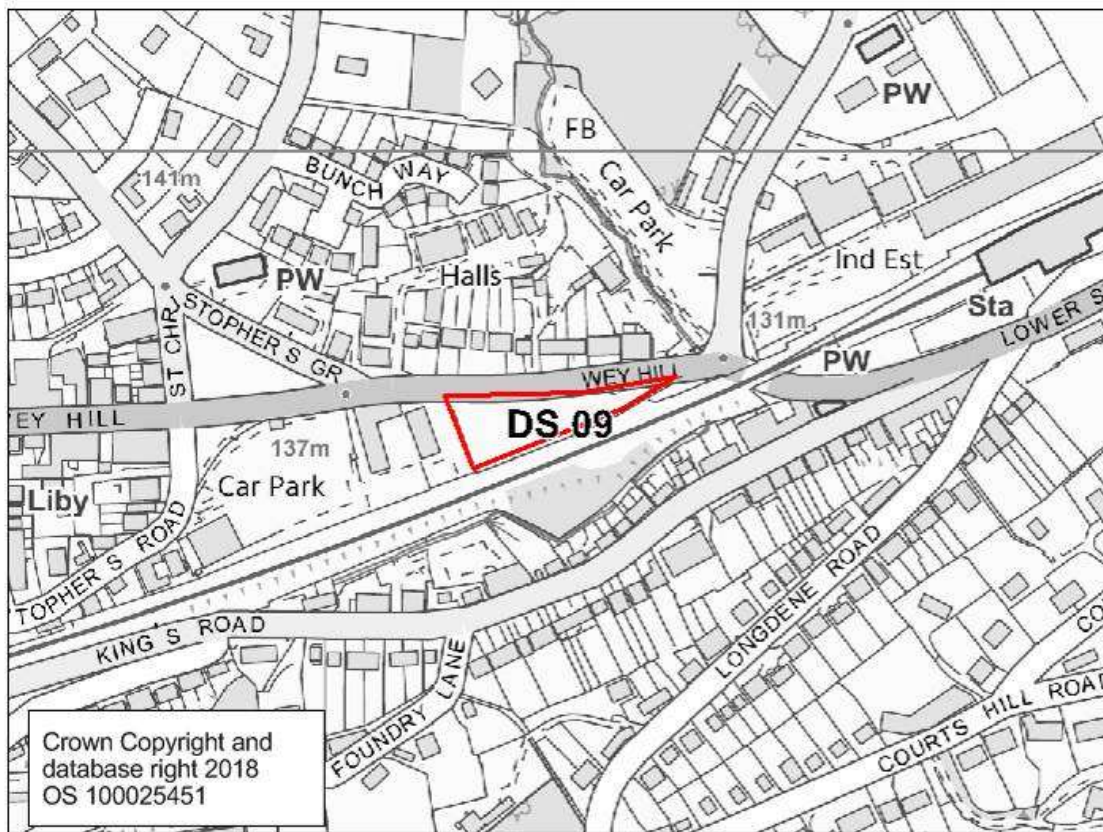 PW
FB
Car Park
BUNCH WAY
141m
Halls
Ind Est
PW
Sta
STOPHER'S GR
131m
LOWER S
ST CHRI
PW
WEY HILL
EY HILL
DS 09
137m
Car Park
Liby
TOPHER'S ROAD
KING'S ROAD
LONGDENE ROAD
FOUNDRY LANE
CO
COURTS HILL ROAD
Crown Copyright and
database right 2018
OS 100025451